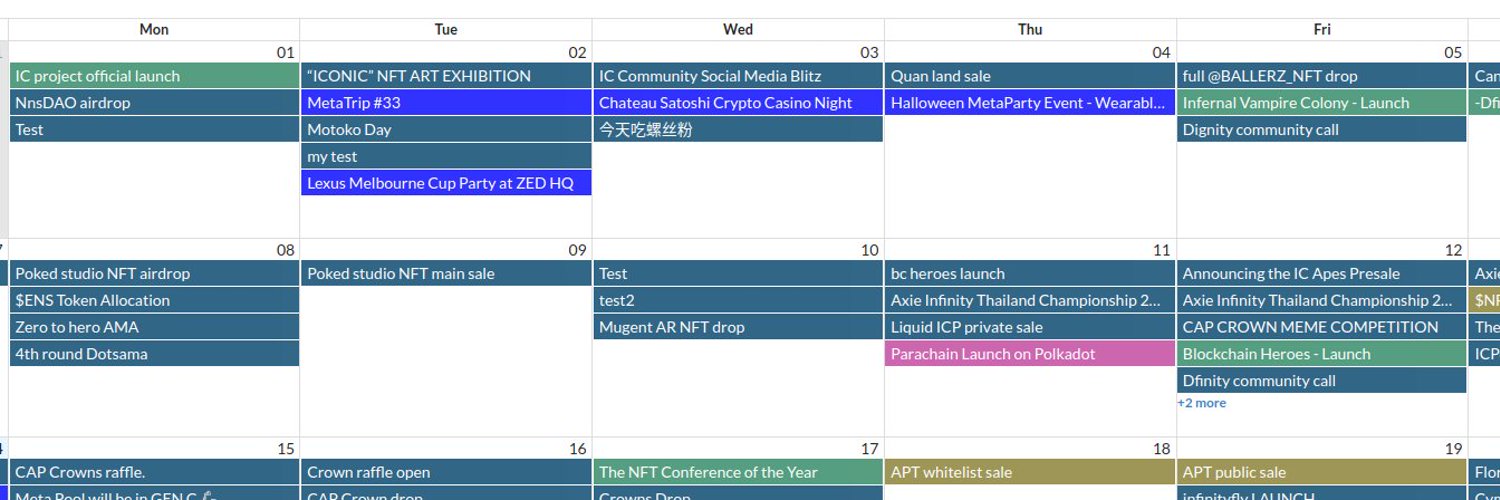 Mon Tue Wed Thu Fri
01 02 03 04 05
IC project official launch
NnsDAO airdrop
Test
“ICONIC” NFT ART EXHIBITION
MetaTrip #33
Motoko Day
my test
Lexus Melbourne Cup Party at ZED HQ
IC Community Social Media Blitz
Chateau Satoshi Crypto Casino Night
今天吃螺丝粉
Quan land sale
Halloween MetaParty Event - Wearabl...
full @BALLERZ_NFT drop
Infernal Vampire Colony - Launch
Dignity community call
Can
-Dfi
08 09 10 11 12
Poked studio NFT airdrop
$ENS Token Allocation
Zero to hero AMA
4th round Dotsama
Poked studio NFT main sale
Test
test2
Mugent AR NFT drop
bc heroes launch
Axie Infinity Thailand Championship 2...
Liquid ICP private sale
Parachain Launch on Polkadot
Announcing the IC Apes Presale
Axie Infinity Thailand Championship 2...
CAP CROWN MEME COMPETITION
Blockchain Heroes - Launch
Dfinity community call
+2 more
Axie
The
ICP
15 16 17 18 19
CAP Crowns raffle.
Meta Pool will be in GEN C
Crown raffle open
CAP Crown drop
The NFT Conference of the Year
Crowns Drop
APT whitelist sale
APT public sale
infinityfly LAUNCH